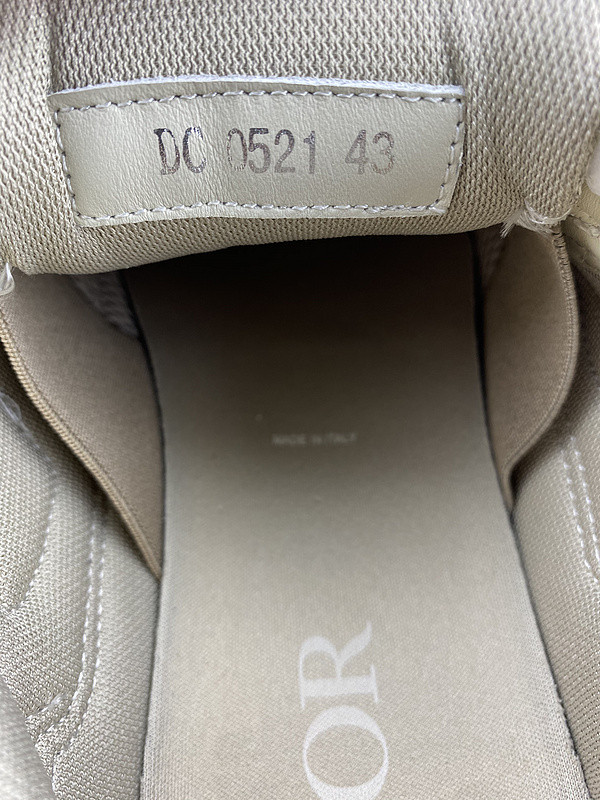 DC 0521 43
MADE IN ITALY
OR